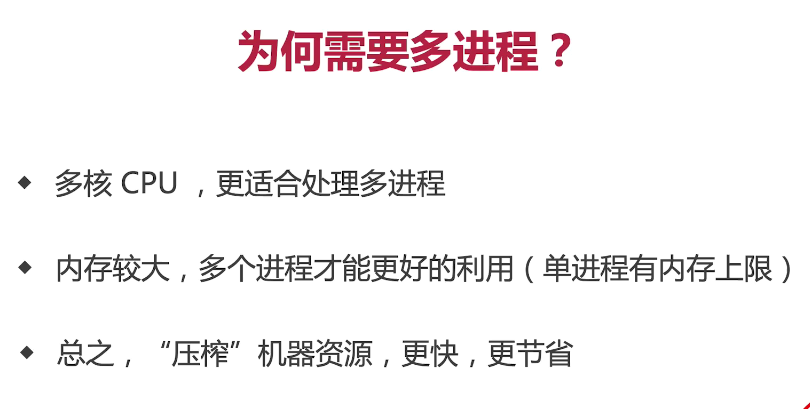 为何需要多进程？
◆ 多核 CPU ，更适合处理多进程
◆ 内存较大，多个进程才能更好的利用（单进程有内存上限）
◆ 总之，“压榨”机器资源，更快，更节省